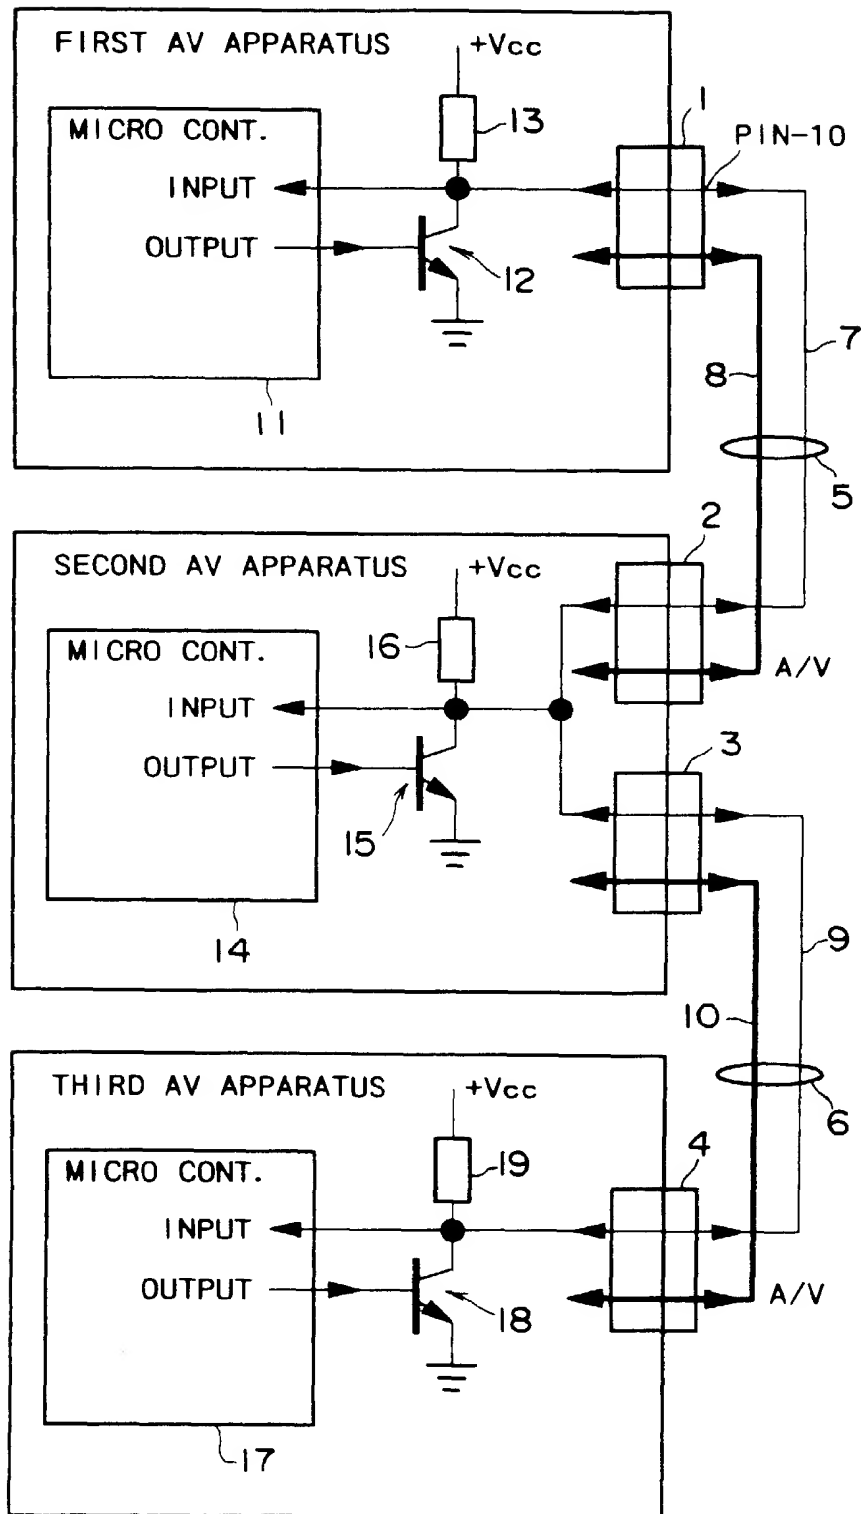 FIRST AV APPARATUS
+Vcc
MICRO CONT.
13
1
PIN-10
INPUT
OUTPUT
12
7
8
11
5
2
SECOND AV APPARATUS
+Vcc
MICRO CONT.
16
A/V
INPUT
3
OUTPUT
15
14
9
10
THIRD AV APPARATUS
+Vcc
6
MICRO CONT.
19
4
INPUT
OUTPUT
18
A/V
17